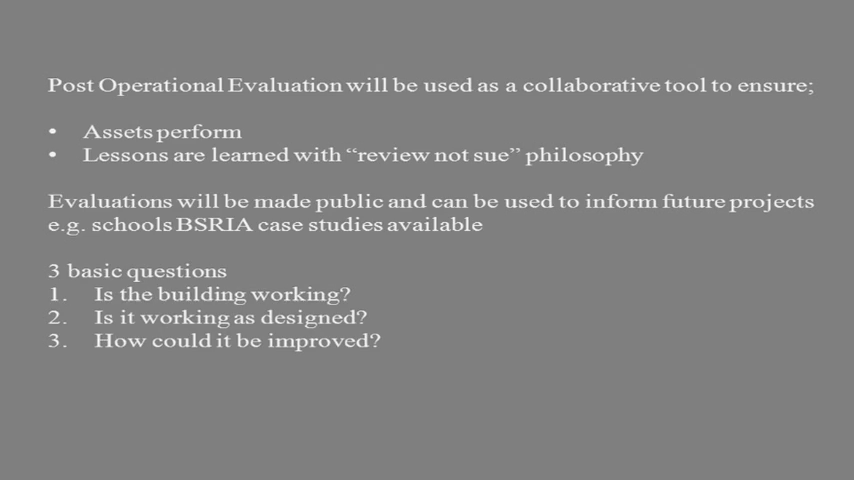 Post Operational Evaluation will be used as a collaborative tool to ensure;
• Assets perform
• Lessons are learned with “review not sue” philosophy
Evaluations will be made public and can be used to inform future projects
e.g. schools BSRIA case studies available
3 basic questions
1. Is the building working?
2. Is it working as designed?
3. How could it be improved?